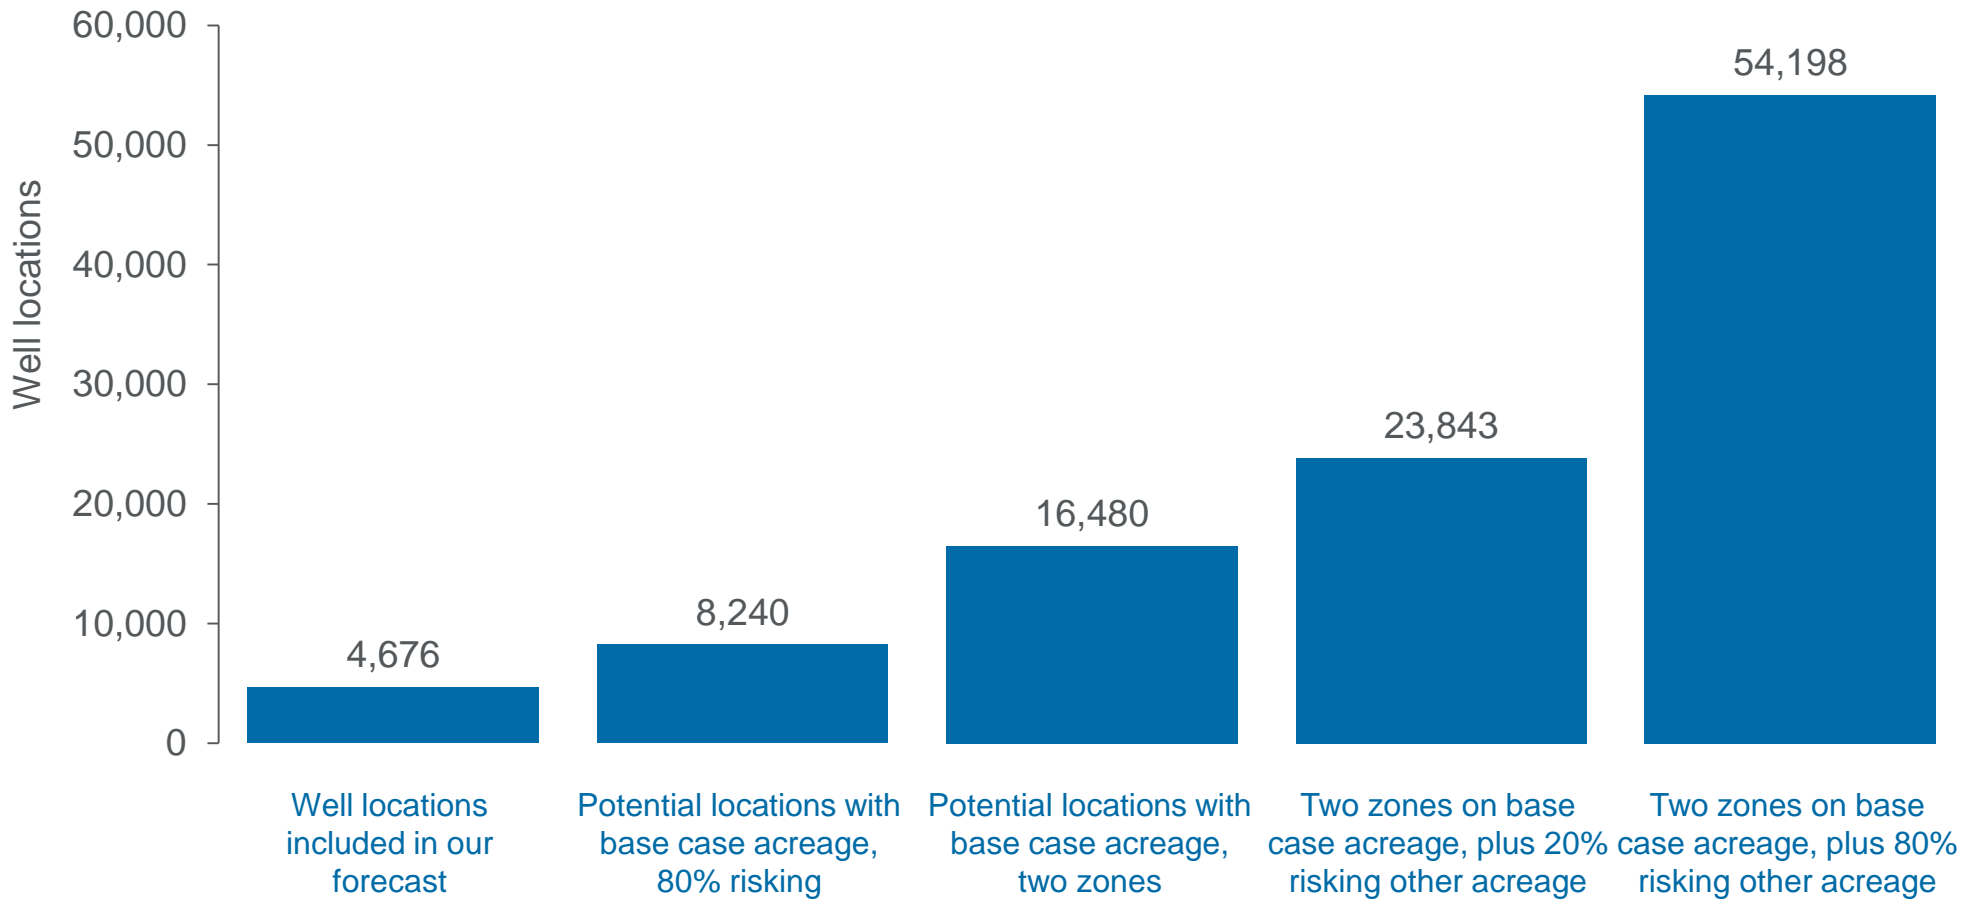 60,000
50,000
40,000
30,000
20,000
10,000
0
Well locations
4,676
8,240
16,480
23,843
54,198
Well locations
included in our
forecast
Potential locations with
base case acreage,
80% risking
Potential locations with
base case acreage,
two zones
Two zones on base
case acreage, plus 20%
risking other acreage
Two zones on base
case acreage, plus 80%
risking other acreage